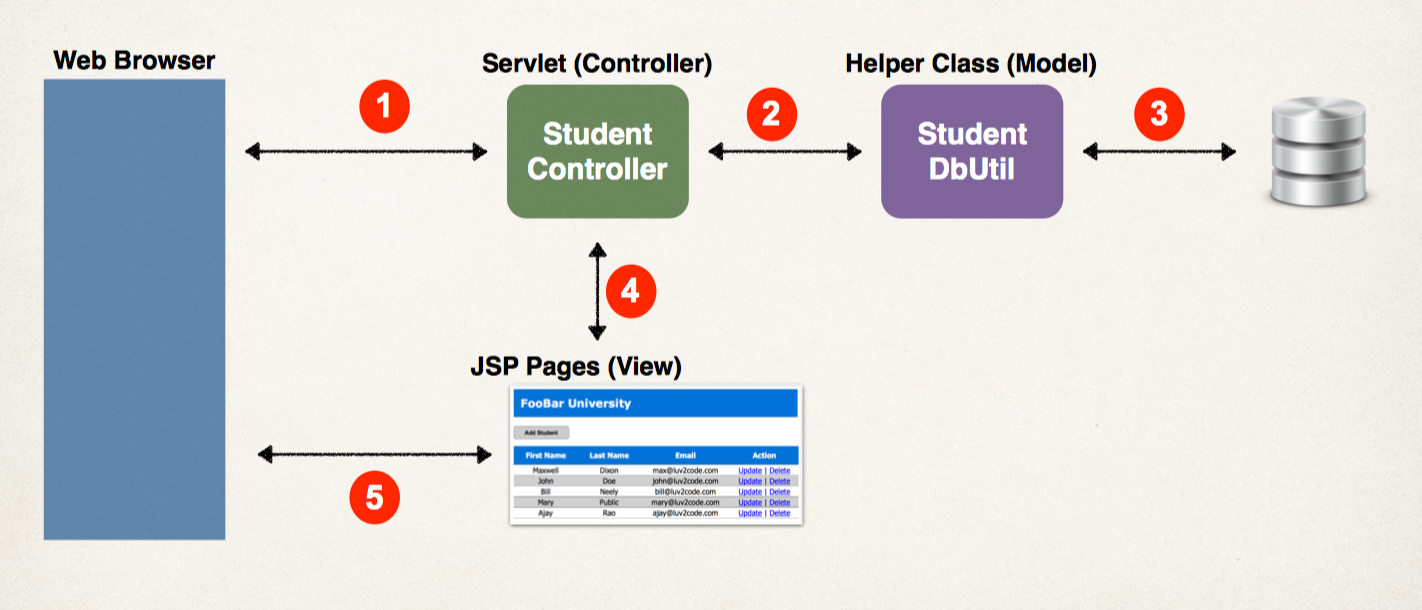 Web Browser
Servlet (Controller)
Helper Class (Model)
1
2
3
Student
Controller
Student
DbUtil
4
JSP Pages (View)
FooBar University
Add Student
First Name Last Name Email Action
Maxwell Dixon max@luv2code.com Update | Delete
John Doe john@luv2code.com Update | Delete
Bill Neely bill@luv2code.com Update | Delete
Mary Public mary@luv2code.com Update | Delete
Ajay Rao ajay@luv2code.com Update | Delete
5